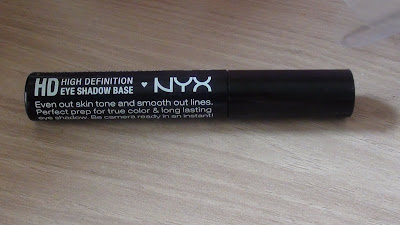 HD HIGH DEFINITION
EYE SHADOW BASE ♥ NYX
Even out skin tone and smooth out lines.
Perfect prep for true color & long lasting
eye shadow. Be camera ready in an instant!